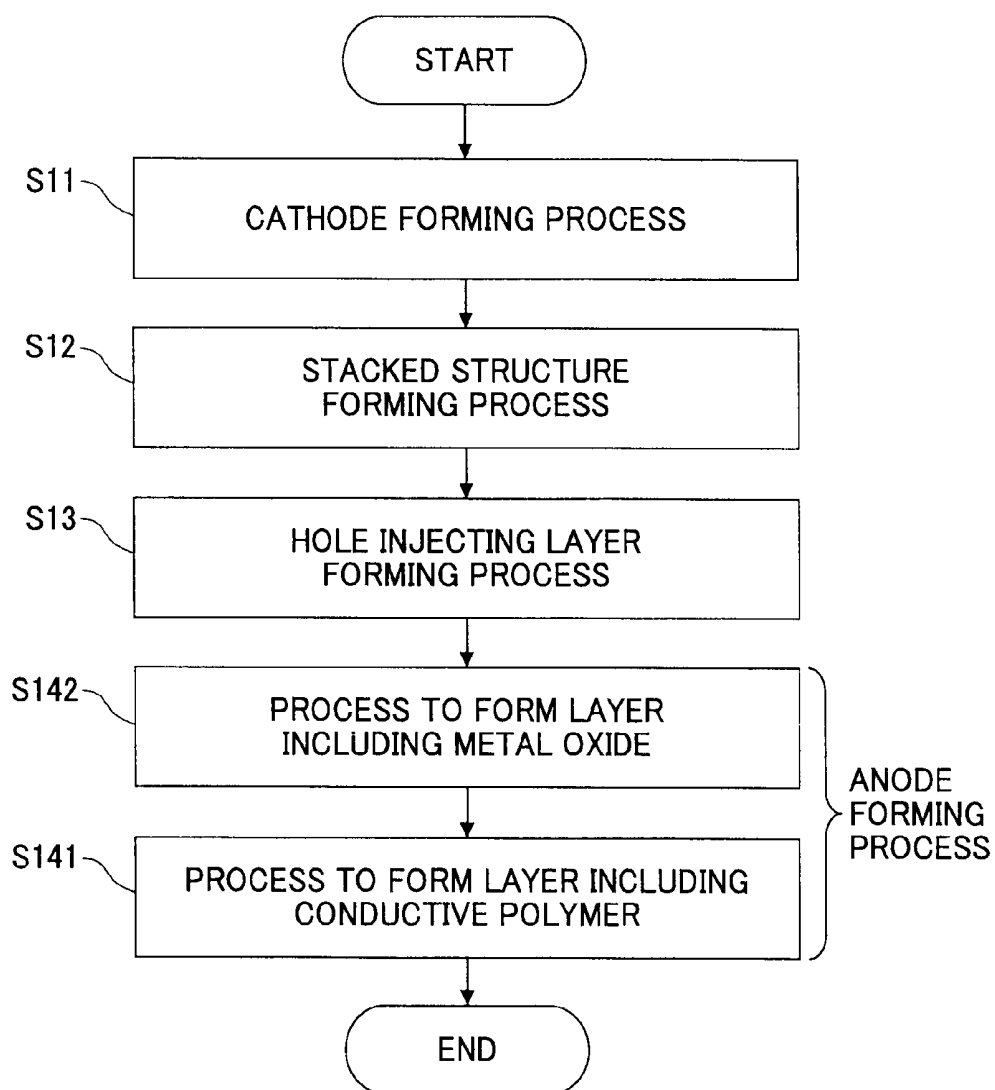 START
S11
CATHODE FORMING PROCESS
S12
STACKED STRUCTURE
FORMING PROCESS
S13
HOLE INJECTING LAYER
FORMING PROCESS
S142
PROCESS TO FORM LAYER
INCLUDING METAL OXIDE
S141
PROCESS TO FORM LAYER INCLUDING
CONDUCTIVE POLYMER
ANODE
FORMING
PROCESS
END